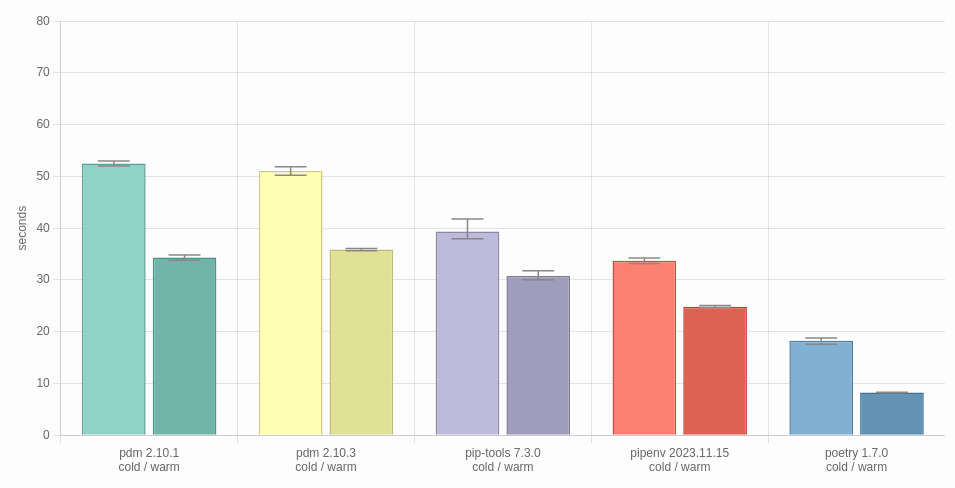 80
70
60
50
40
30
20
10
0
seconds
pdm 2.10.1
cold / warm
pdm 2.10.3
cold / warm
pip-tools 7.3.0
cold / warm
pipenv 2023.11.15
cold / warm
poetry 1.7.0
cold / warm